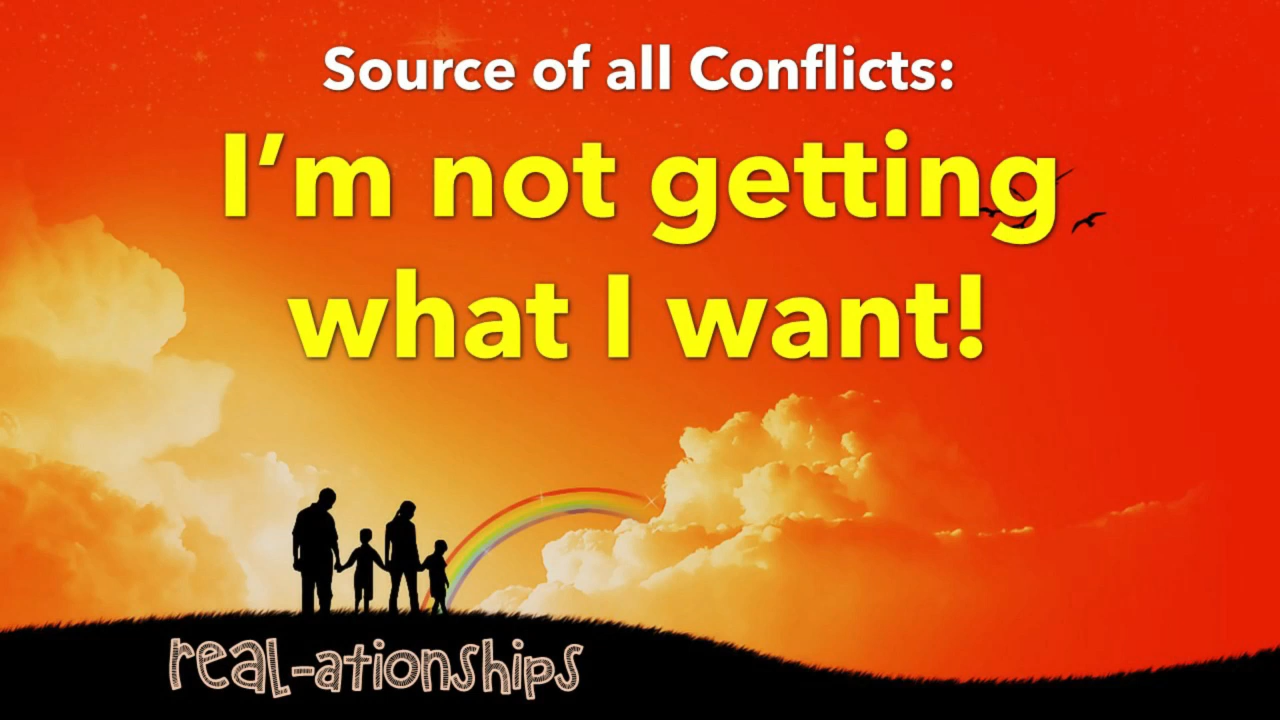 Source of all Conflicts:
I’m not getting
what I want!
real-ationships